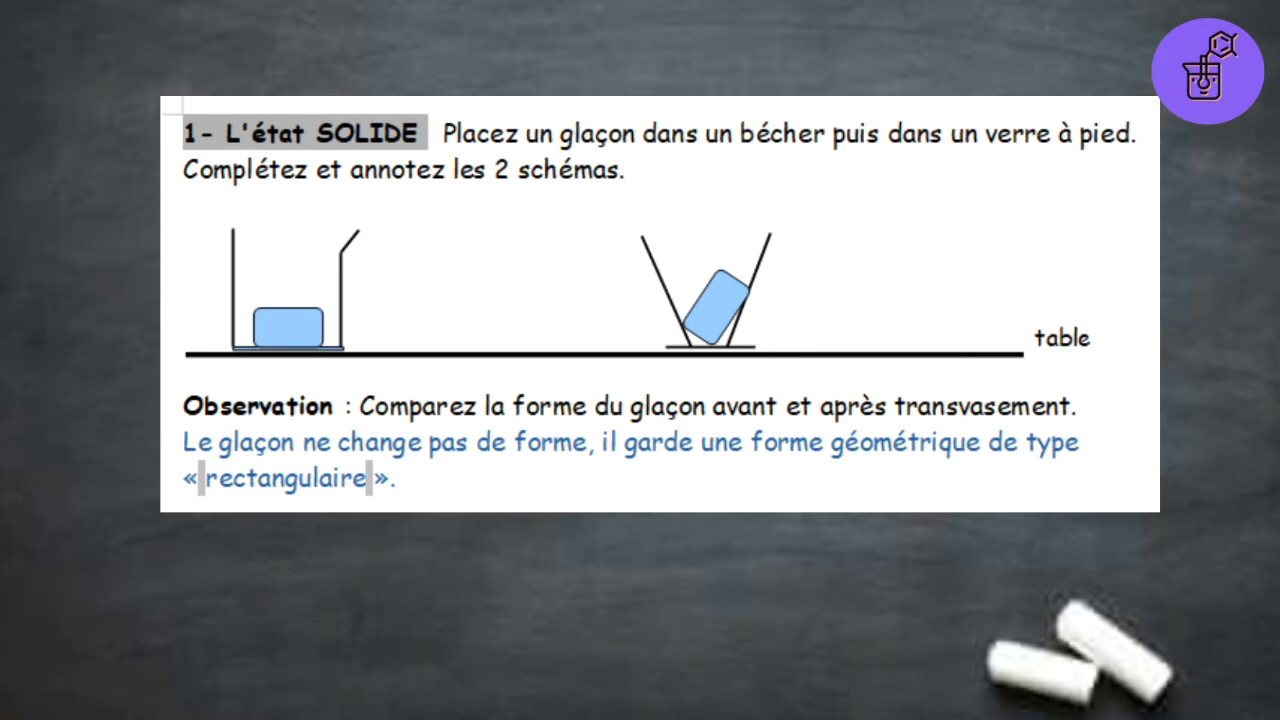 1- L'état SOLIDE Placez un glaçon dans un bécher puis dans un verre à pied.
Complétez et annotez les 2 schémas.
table
Observation : Comparez la forme du glaçon avant et après transvasement.
Le glaçon ne change pas de forme, il garde une forme géométrique de type
« rectangulaire ».